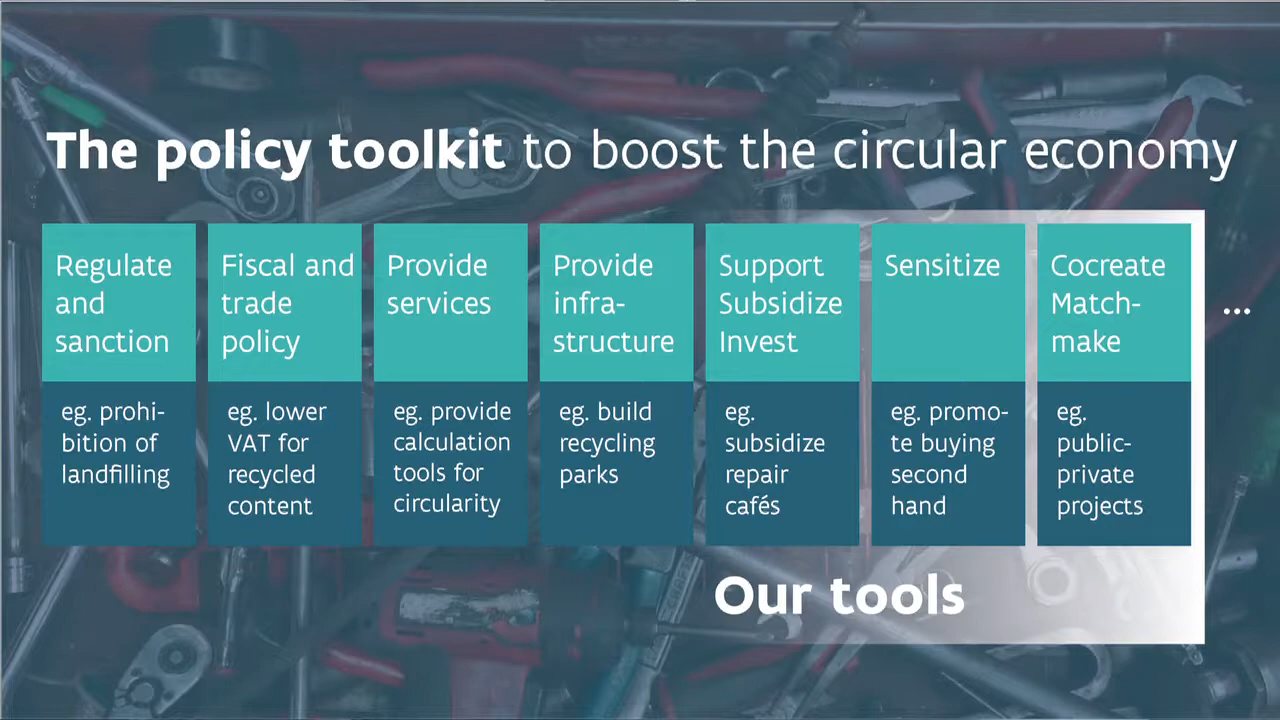 The policy toolkit to boost the circular economy
Regulate
and
sanction
eg. prohi-
bition of
landfilling
Fiscal and
trade
policy
eg. lower
VAT for
recycled
content
Provide
services
eg. provide
calculation
tools for
circularity
Provide
infra-
structure
eg. build
recycling
parks
Support
Subsidize
Invest
eg.
subsidize
repair
cafés
Sensitize
eg. promo-
te buying
second
hand
Cocreate
Match-
make
eg.
public-
private
projects
...
Our tools